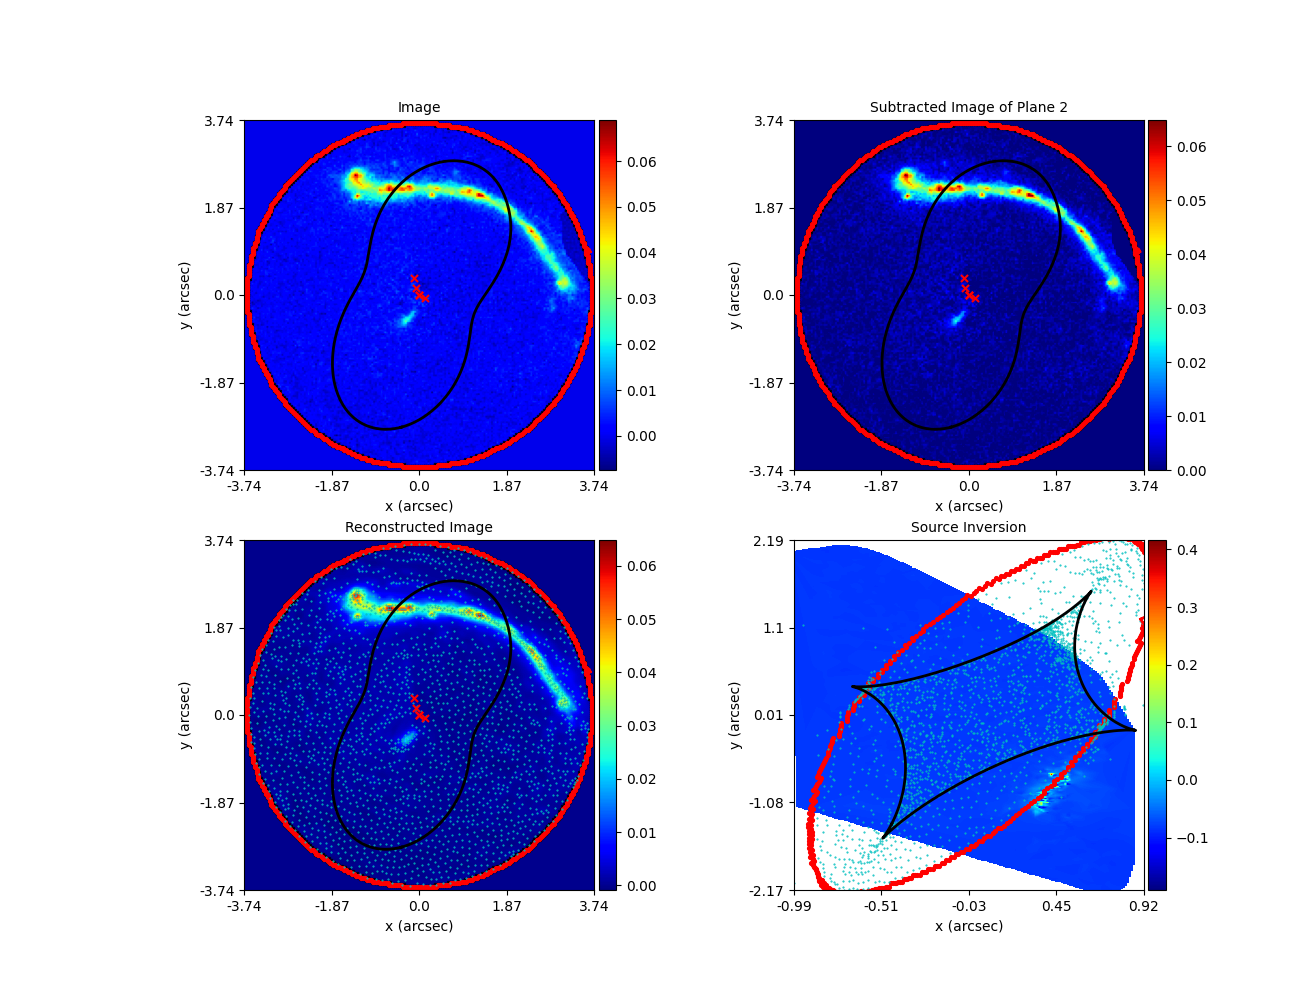 Image
3.74
1.87
0.0
-1.87
-3.74
y (arcsec)
-3.74 -1.87 0.0 1.87 3.74
x (arcsec)
0.06
0.05
0.04
0.03
0.02
0.01
0.00
Subtracted Image of Plane 2
3.74
1.87
0.0
-1.87
-3.74
y (arcsec)
-3.74 -1.87 0.0 1.87 3.74
x (arcsec)
0.06
0.05
0.04
0.03
0.02
0.01
0.00
Reconstructed Image
3.74
1.87
0.0
-1.87
-3.74
y (arcsec)
-3.74 -1.87 0.0 1.87 3.74
x (arcsec)
0.06
0.05
0.04
0.03
0.02
0.01
0.00
Source Inversion
2.19
1.1
0.01
-1.08
-2.17
y (arcsec)
-0.99 -0.51 -0.03 0.45 0.92
x (arcsec)
0.4
0.3
0.2
0.1
0.0
−0.1